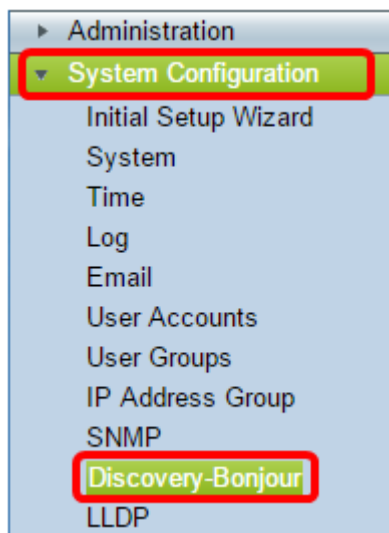 Administration
System Configuration
Initial Setup Wizard
System
Time
Log
Email
User Accounts
User Groups
IP Address Group
SNMP
Discovery-Bonjour
LLDP